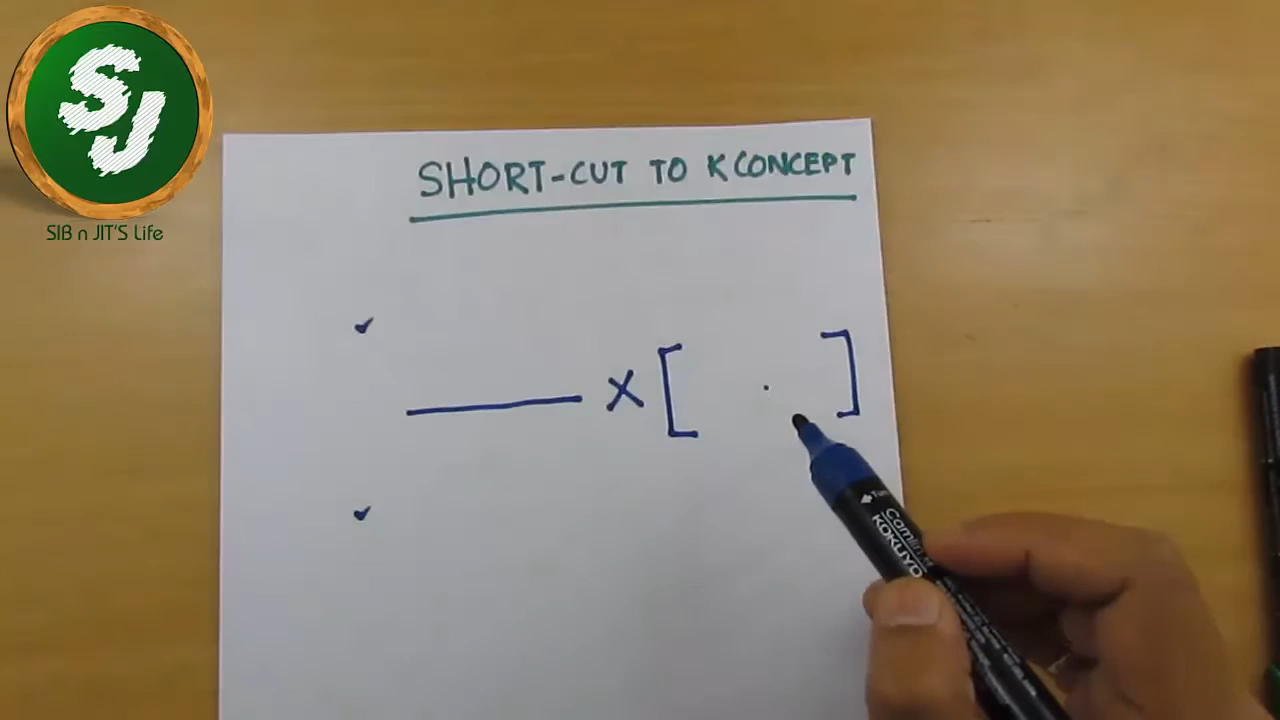 SJ
SIB n JIT'S Life
SHORT-CUT TO K CONCEPT
X [ . ]
Camlin
KOKUYO